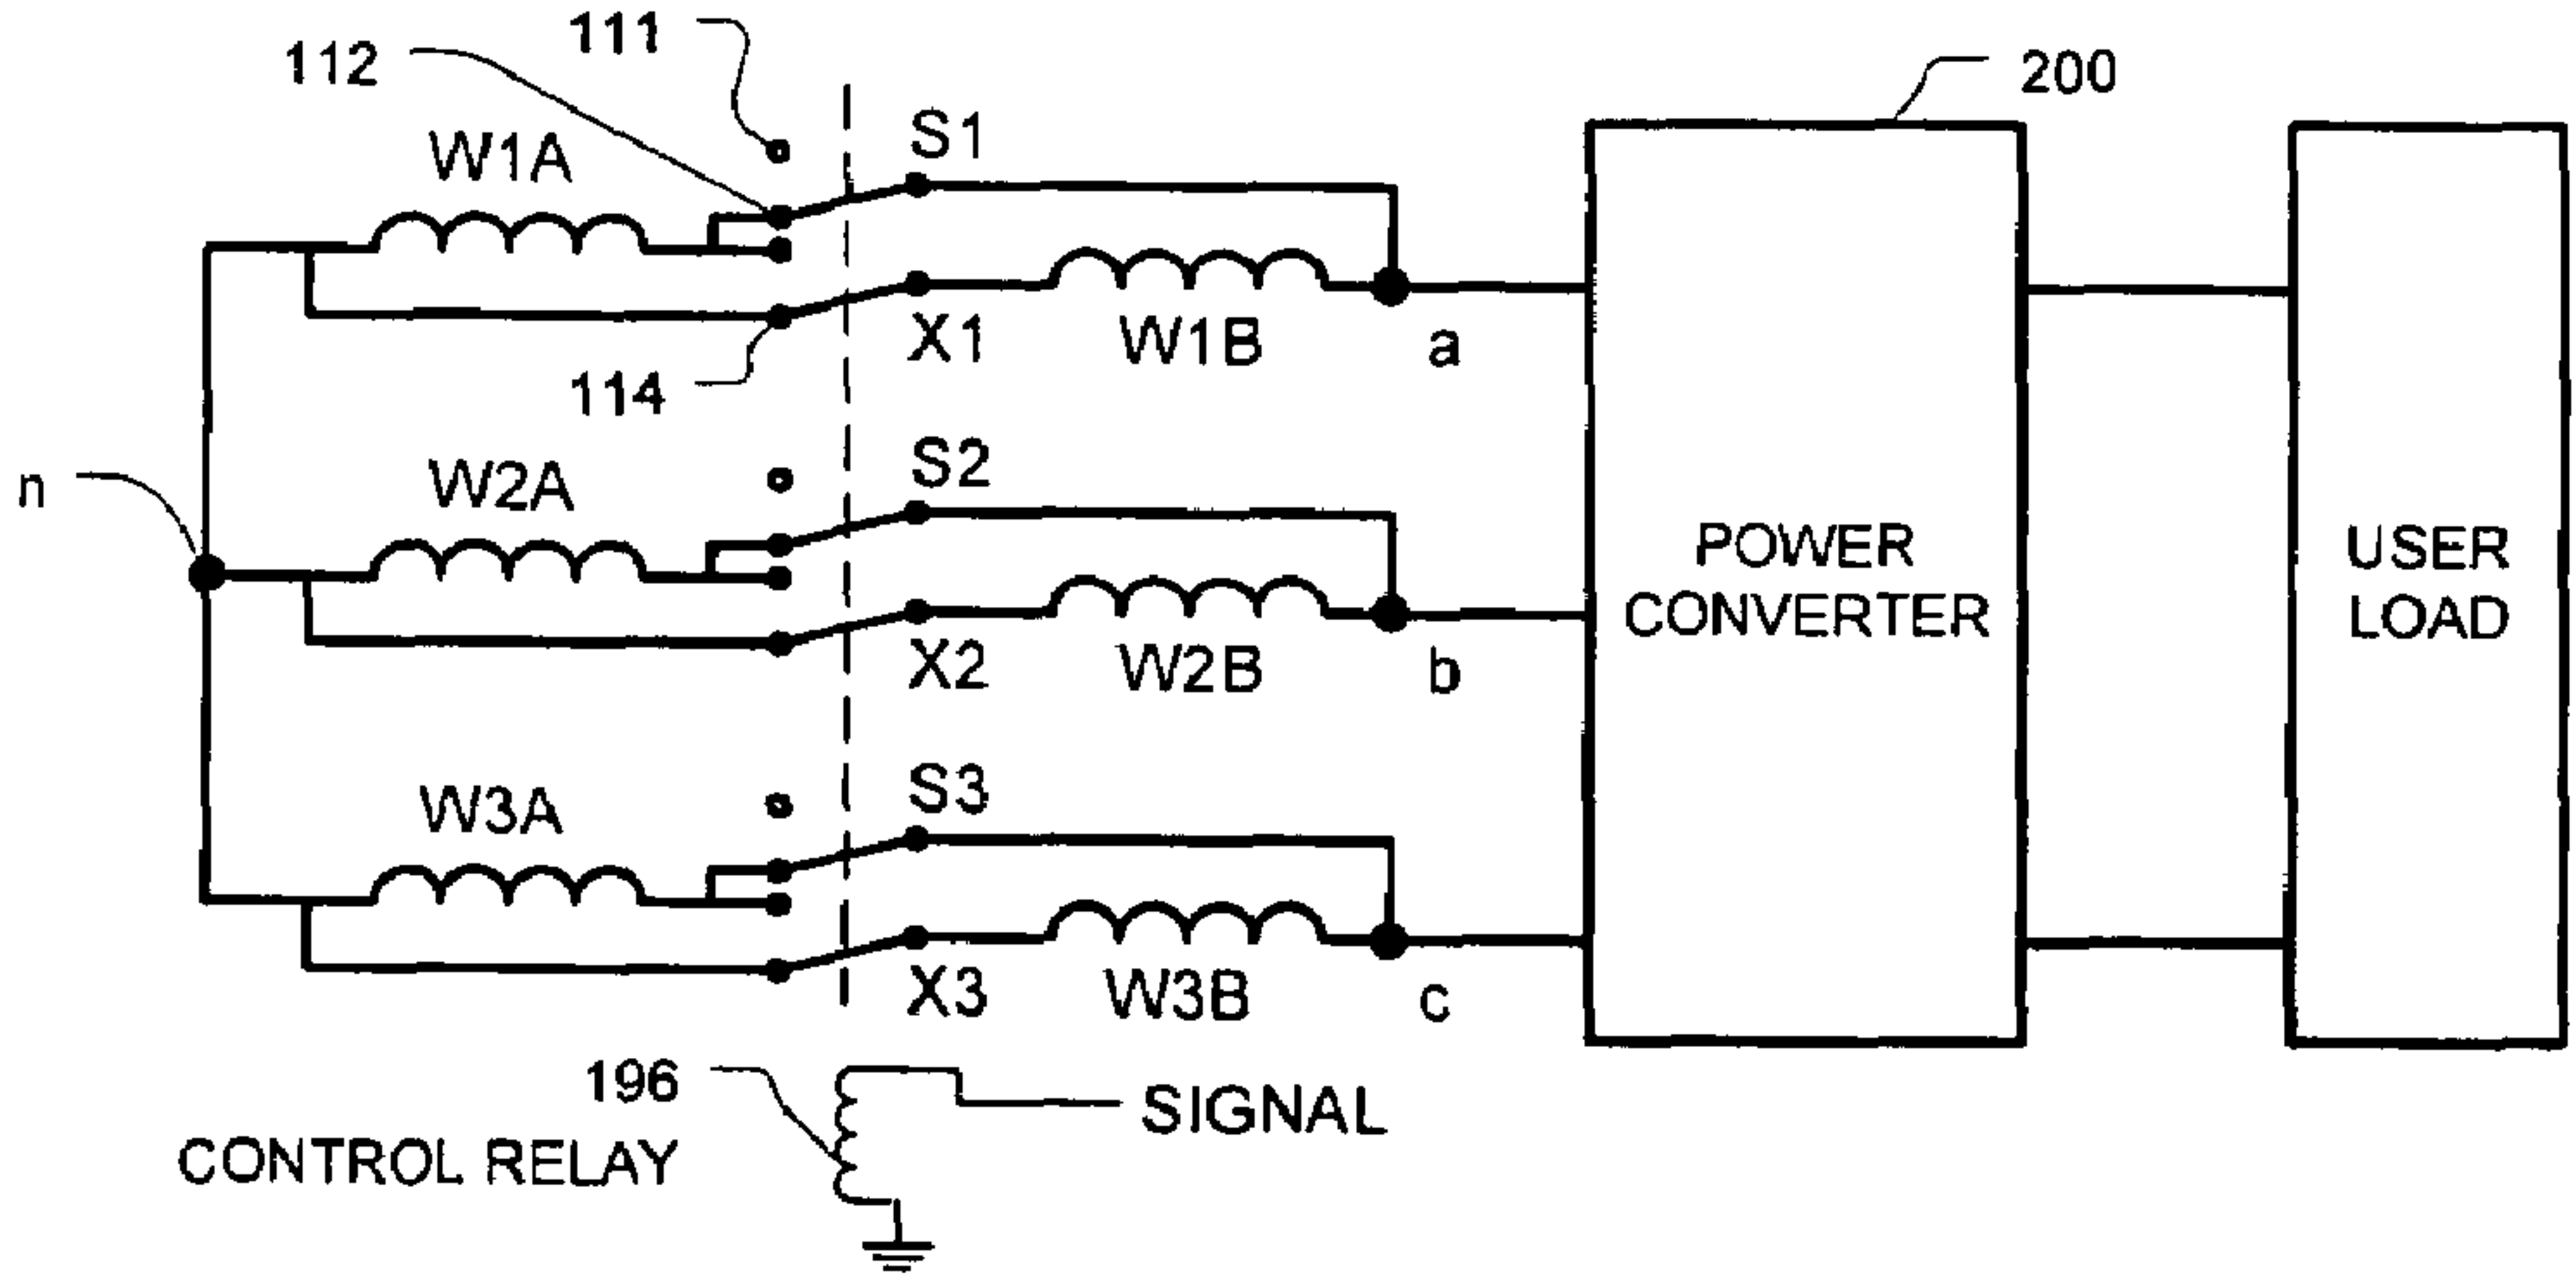 111
112
200
W1A
S1
X1
W1B
a
114
n
W2A
S2
X2
W2B
b
POWER
CONVERTER
USER
LOAD
W3A
S3
X3
W3B
c
196
CONTROL RELAY
SIGNAL